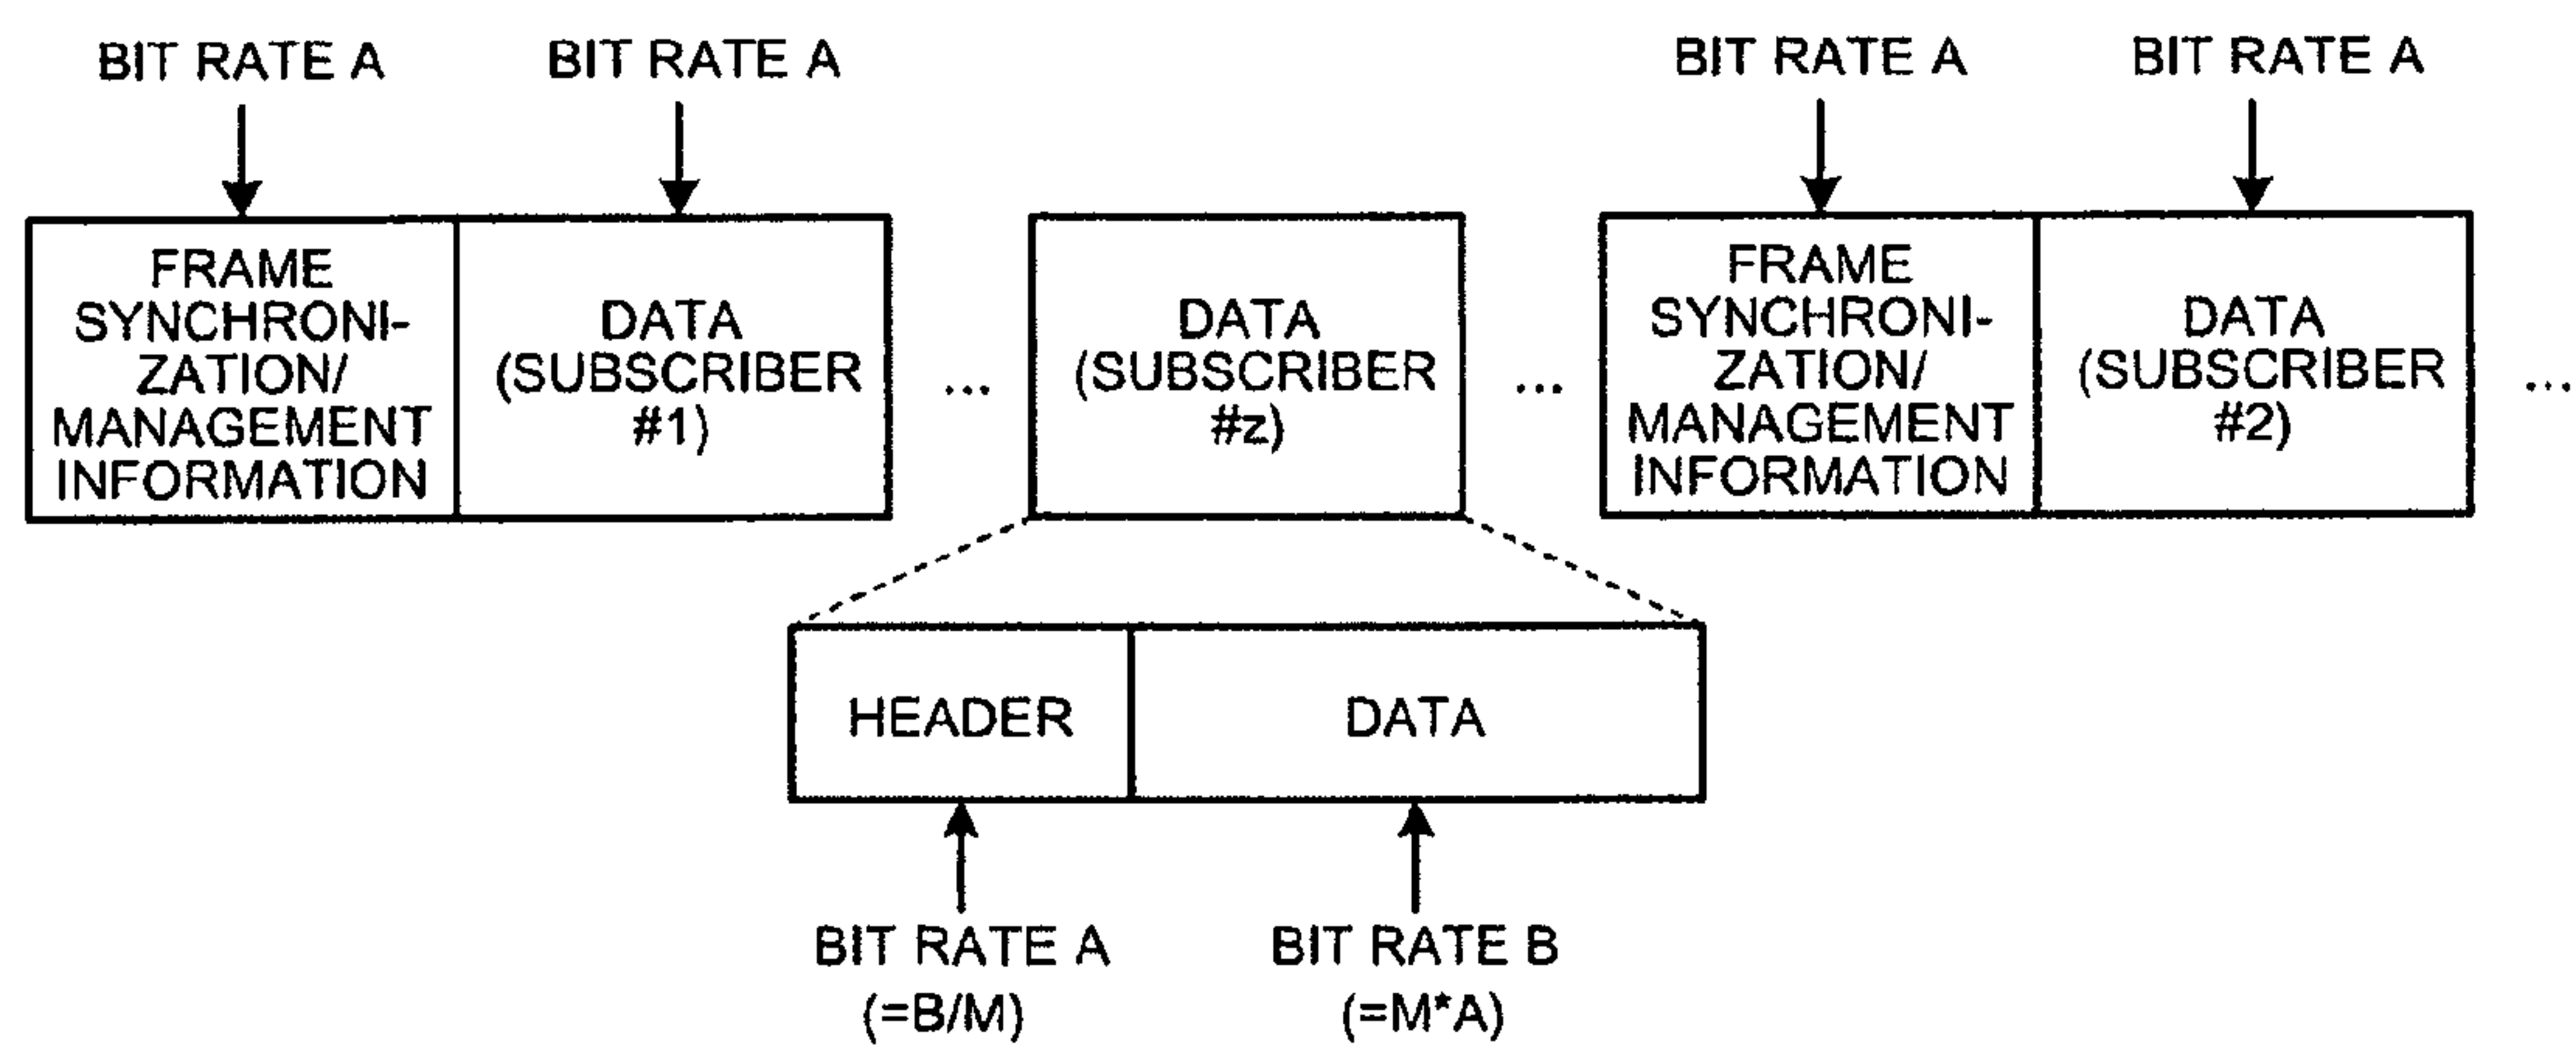 BIT RATE A
BIT RATE A
BIT RATE A
BIT RATE A
FRAME
SYNCHRONI-
ZATION/
MANAGEMENT
INFORMATION
DATA
(SUBSCRIBER
#1)
...
DATA
(SUBSCRIBER
#z)
...
FRAME
SYNCHRONI-
ZATION/
MANAGEMENT
INFORMATION
DATA
(SUBSCRIBER
#2)
...
HEADER
DATA
BIT RATE A
(=B/M)
BIT RATE B
(=M*A)